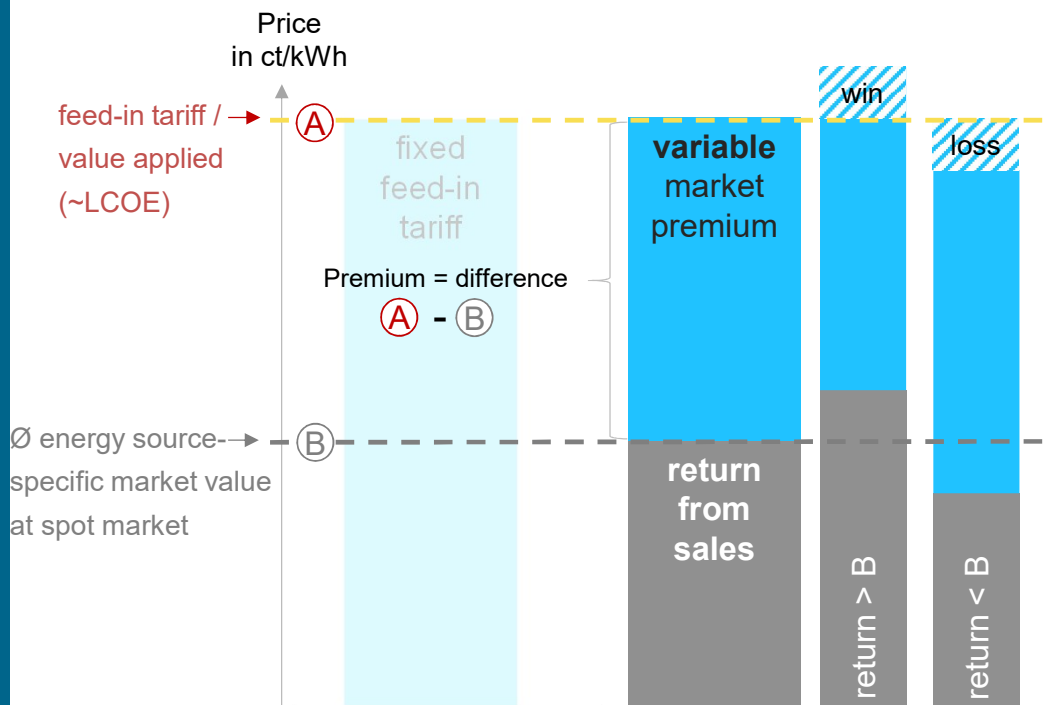 Price
in ct/kWh
feed-in tariff /
value applied
(~LCOE)
A
fixed
feed-in
tariff
Premium = difference
A - B
variable
market
premium
win
loss
Ø energy source-
specific market value
at spot market
B
return
from
sales
return > B
return < B